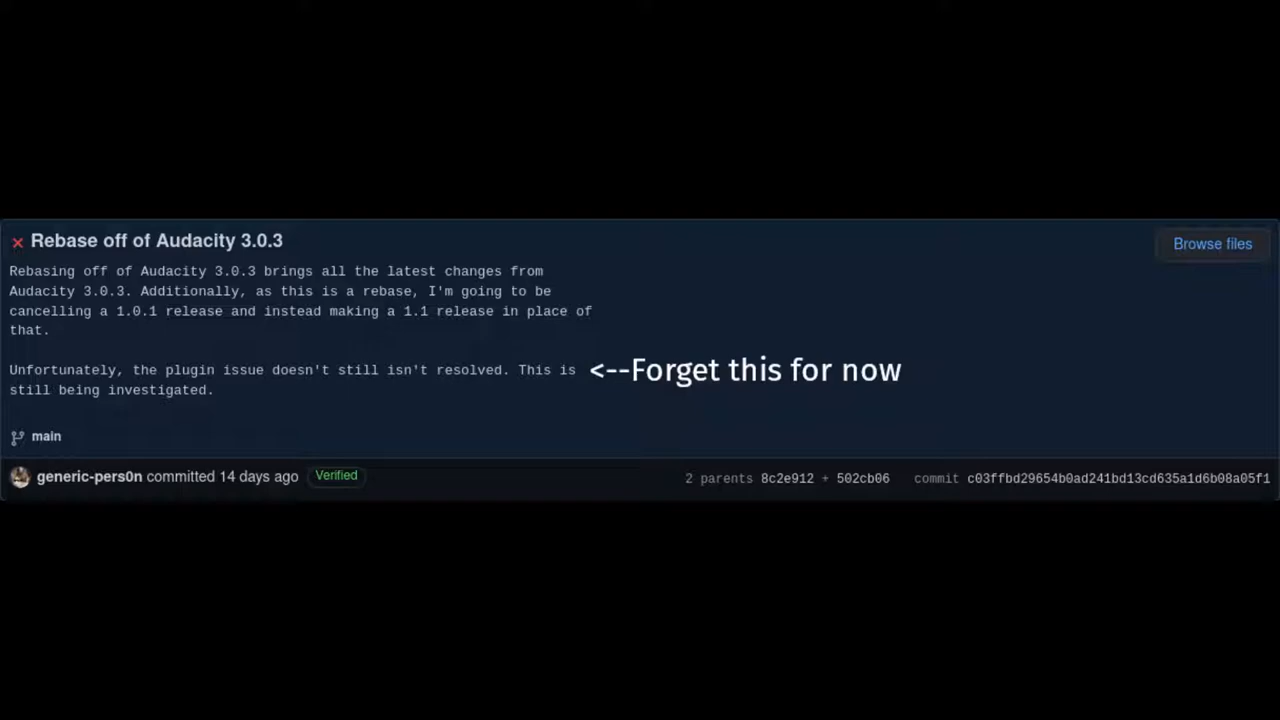 Rebase off of Audacity 3.0.3
Browse files
Rebasing off of Audacity 3.0.3 brings all the latest changes from
Audacity 3.0.3. Additionally, as this is a rebase, I'm going to be
cancelling a 1.0.1 release and instead making a 1.1 release in place of
that.
Unfortunately, the plugin issue doesn't still isn't resolved. This is <--Forget this for now
still being investigated.
main
generic-pers0n committed 14 days ago Verified 2 parents 8c2e912 + 502cb06 commit c03ffbd29654b0ad241bd13cd635a1d6b08a05f1